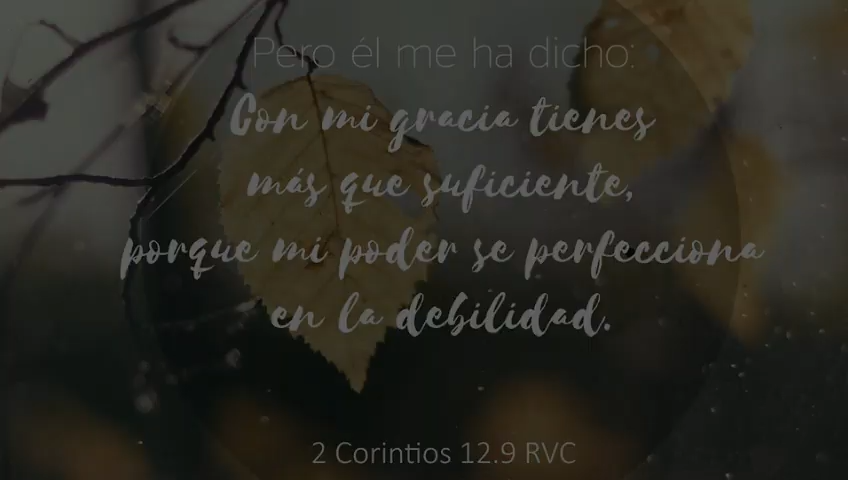 Pero él me ha dicho:
Con mi gracia tienes
más que suficiente,
porque mi poder se perfecciona
en la debilidad.
2 Corintios 12.9 RVC